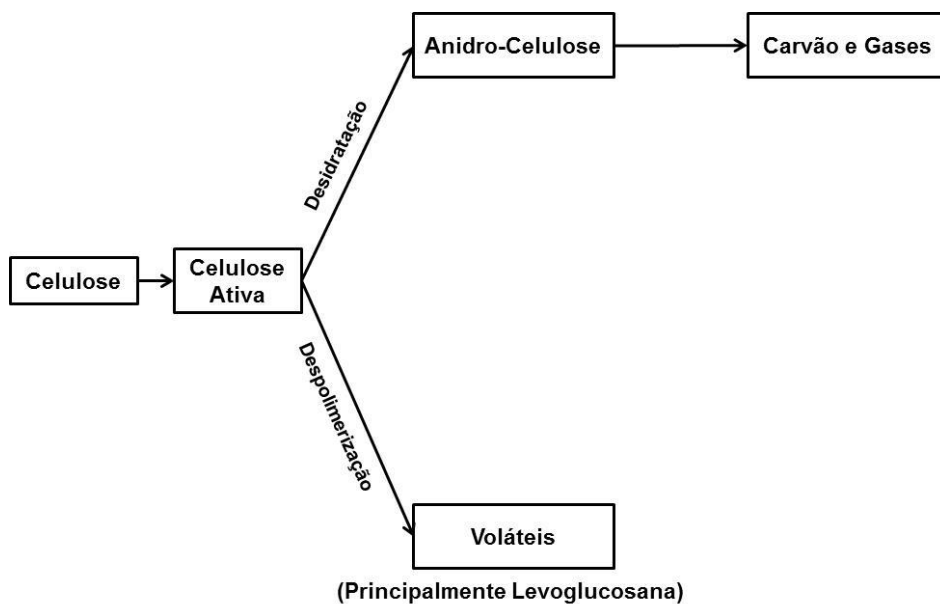 Anidro-Celulose
Carvão e Gases
Desidratação
Celulose
Celulose
Ativa
Despolimerização
Voláteis
(Principalmente Levoglucosana)